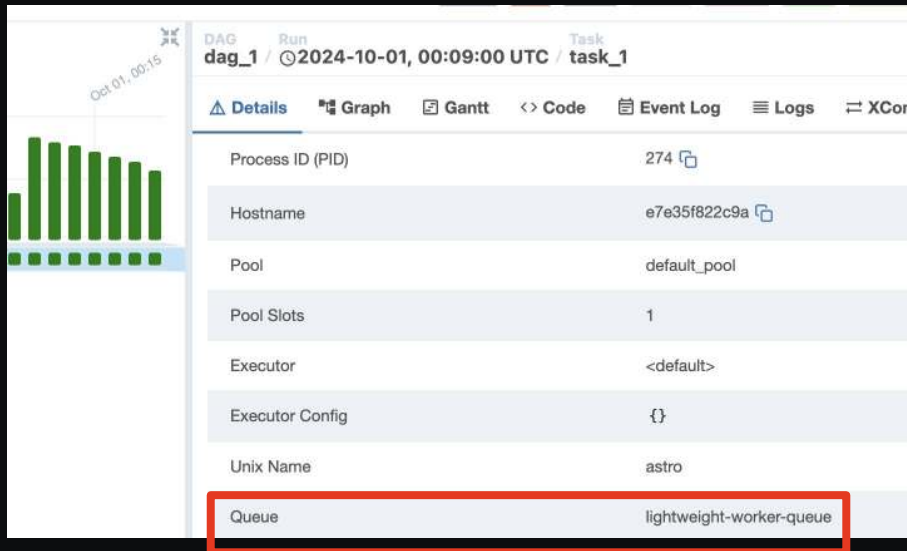 Oct 01, 00:15
DAG Run Task
dag_1 / 2024-10-01, 00:09:00 UTC / task_1
Details Graph Gantt <> Code Event Log Logs XCom
Process ID (PID) 274
Hostname e7e35f822c9a
Pool default_pool
Pool Slots 1
Executor <default>
Executor Config {}
Unix Name astro
Queue lightweight-worker-queue